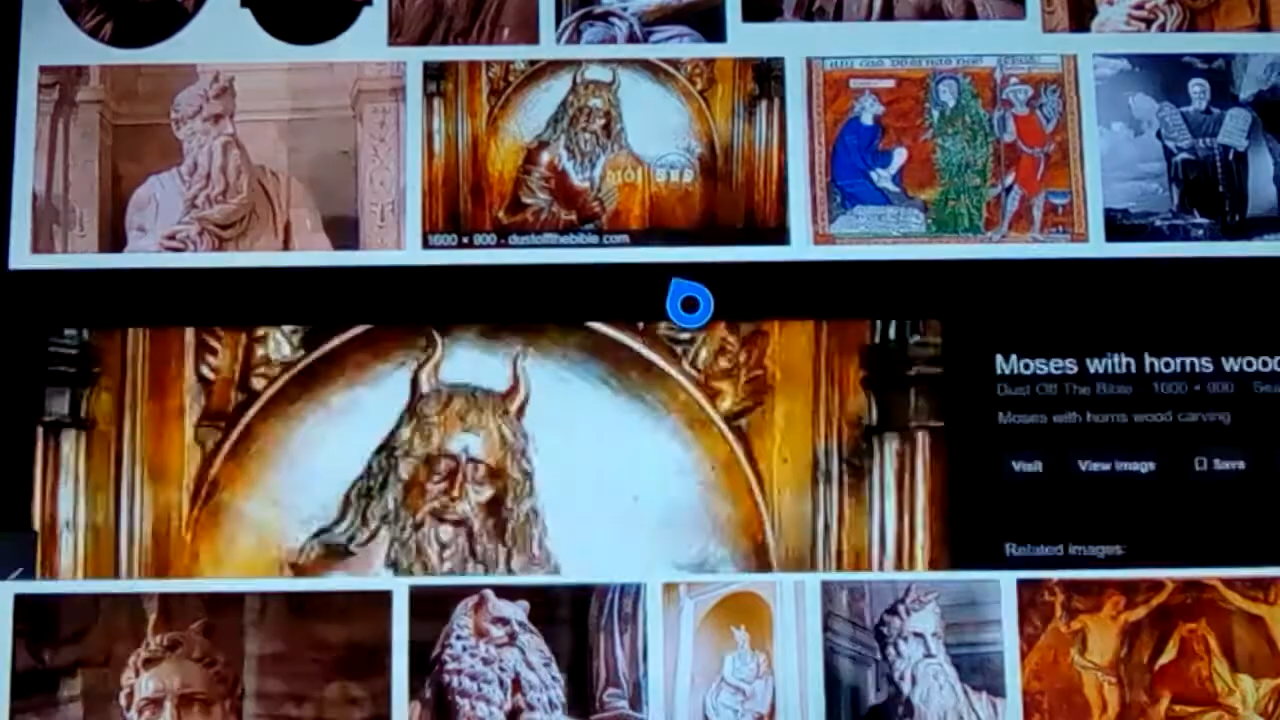 1600 × 900 - dustoffthebible.com
Moses with horns wood
Dust Off The Bible 1600 × 900
Moses with horns wood carving
Visit
View image
Save
Related images: